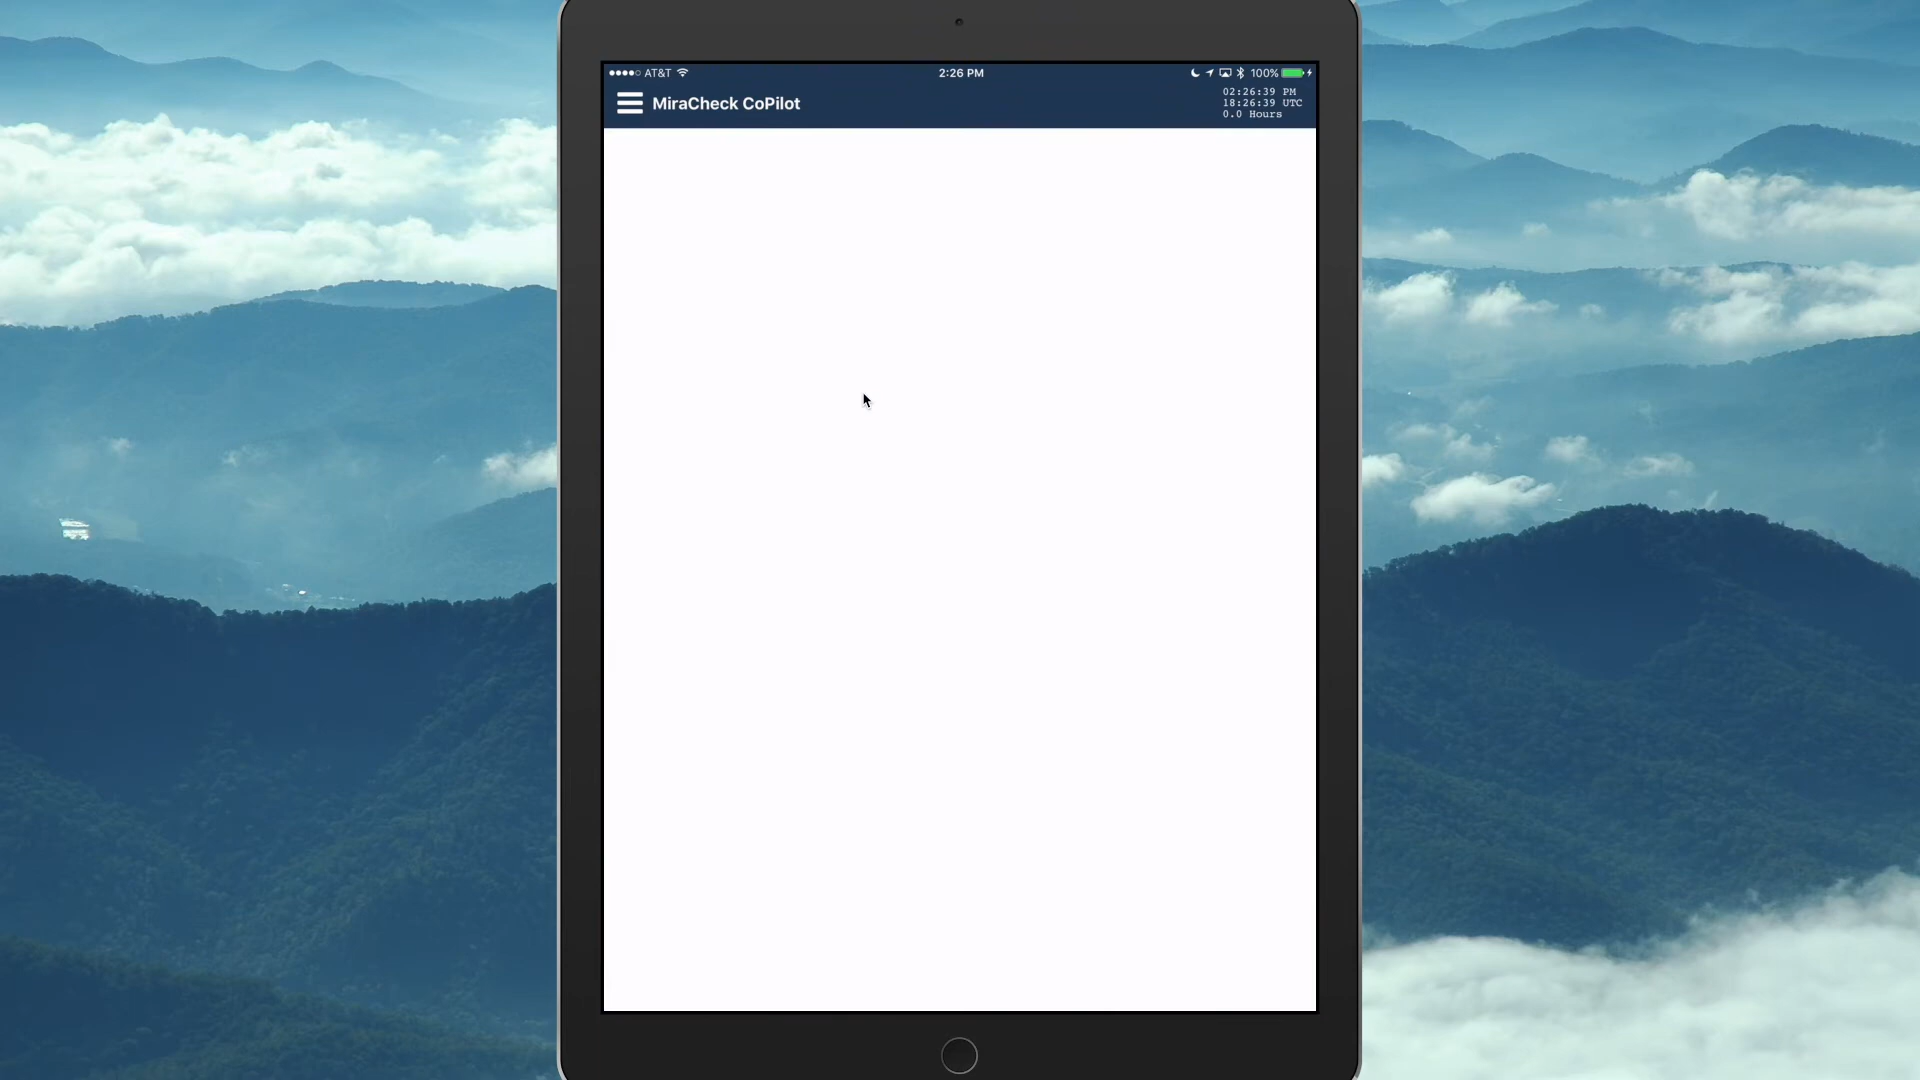 AT&T 2:26 PM 100%
MiraCheck CoPilot
02:26:39 PM
18:26:39 UTC
0.0 Hours